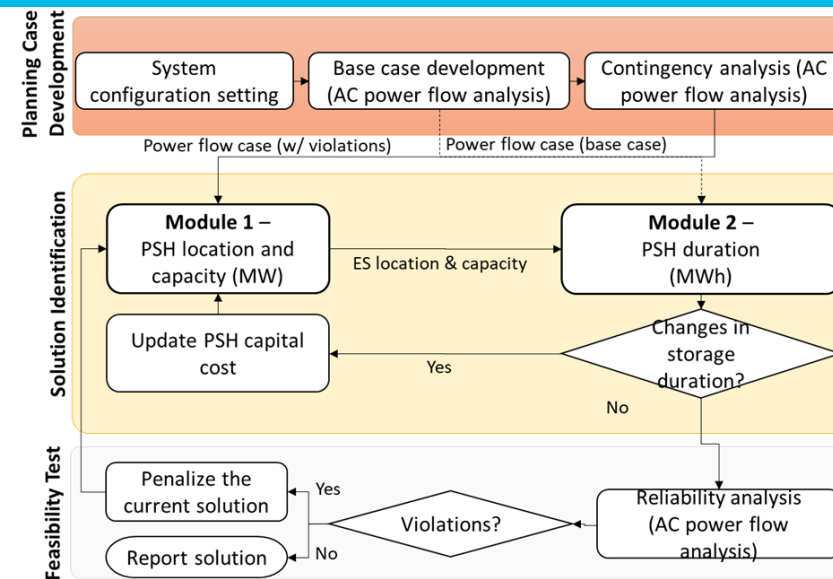 Planning Case
Development
System
configuration setting
Base case development
(AC power flow analysis)
Contingency analysis (AC
power flow analysis)
Power flow case (w/ violations)
Power flow case (base case)
Solution Identification
Module 1 –
PSH location and
capacity (MW)
ES location & capacity
Module 2 –
PSH duration
(MWh)
Update PSH capital
cost
Yes
Changes in
storage
duration?
No
Feasibility Test
Penalize the
current solution
Yes
Violations?
Reliability analysis
(AC power flow
analysis)
No
Report solution